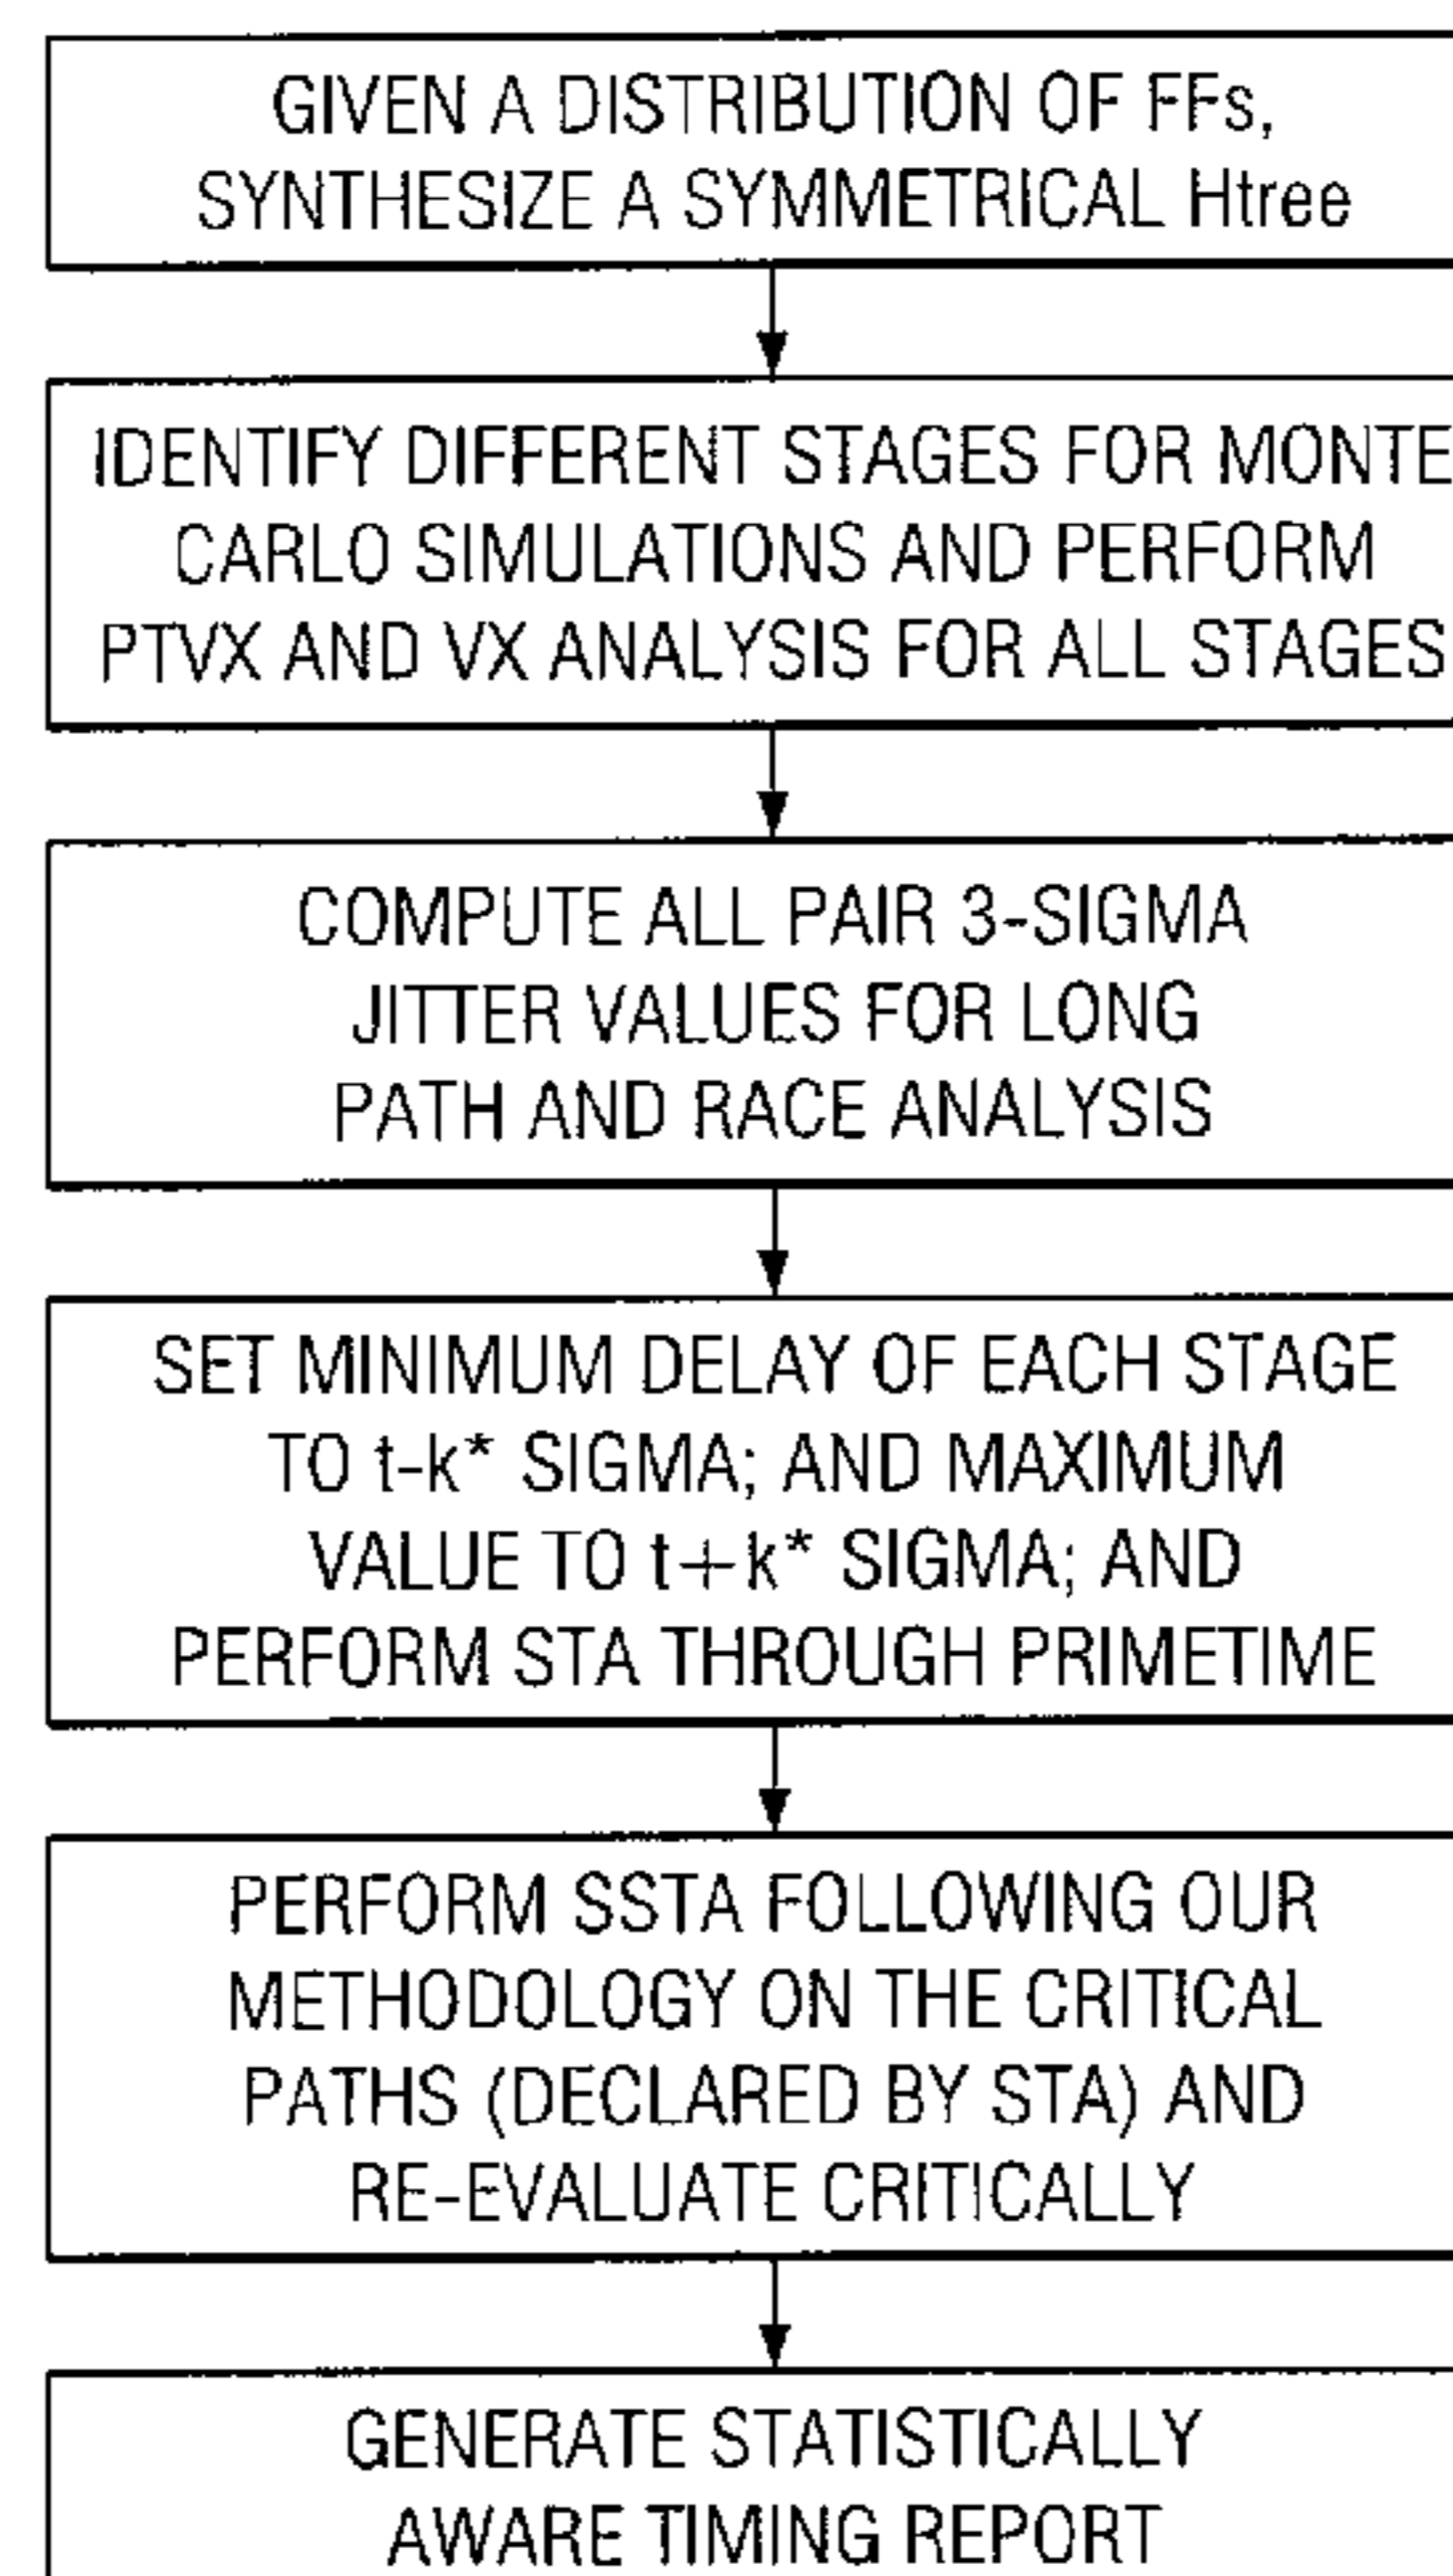 GIVEN A DISTRIBUTION OF FFs,
SYNTHESIZE A SYMMETRICAL Htree
IDENTIFY DIFFERENT STAGES FOR MONTE
CARLO SIMULATIONS AND PERFORM
PTVX AND VX ANALYSIS FOR ALL STAGES
COMPUTE ALL PAIR 3-SIGMA
JITTER VALUES FOR LONG
PATH AND RACE ANALYSIS
SET MINIMUM DELAY OF EACH STAGE
TO t-k* SIGMA; AND MAXIMUM
VALUE TO t+k* SIGMA; AND
PERFORM STA THROUGH PRIMETIME
PERFORM SSTA FOLLOWING OUR
METHODOLOGY ON THE CRITICAL
PATHS (DECLARED BY STA) AND
RE-EVALUATE CRITICALLY
GENERATE STATISTICALLY
AWARE TIMING REPORT